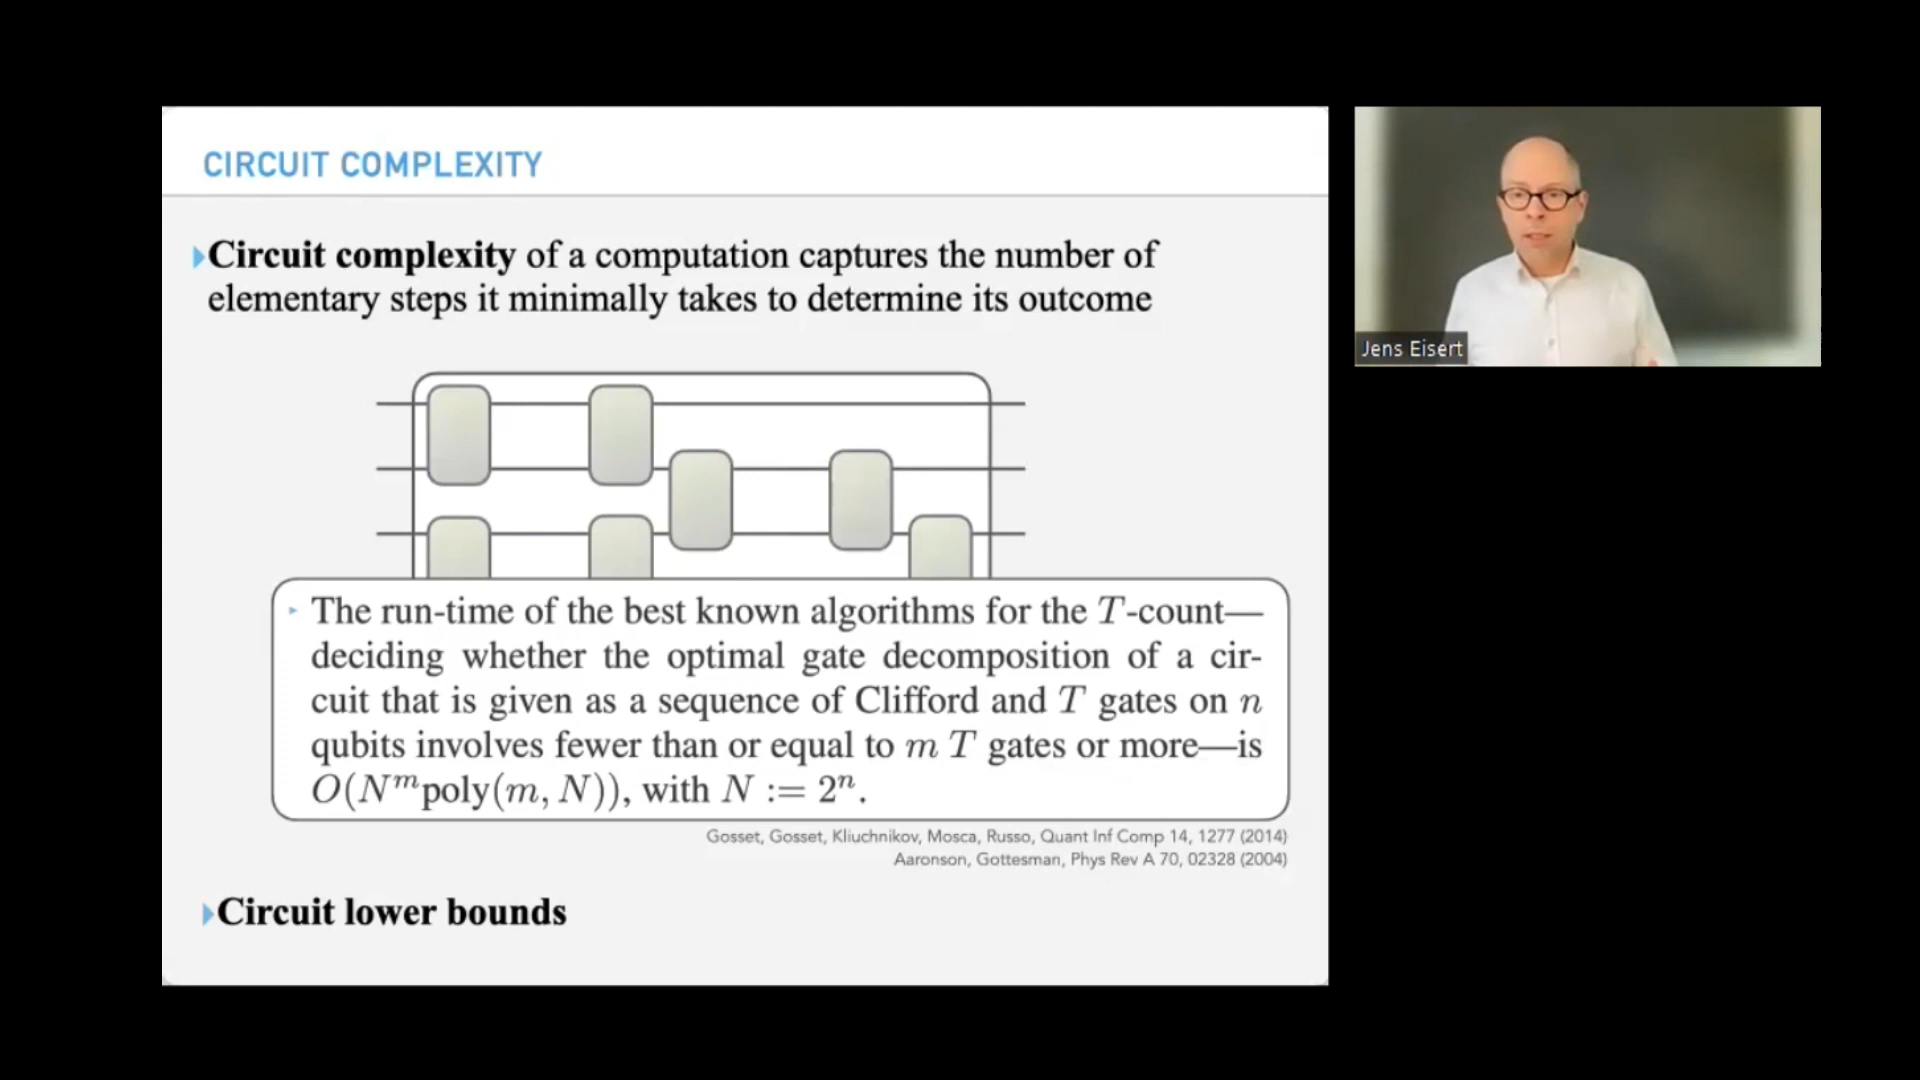 CIRCUIT COMPLEXITY
Circuit complexity of a computation captures the number of
elementary steps it minimally takes to determine its outcome
The run-time of the best known algorithms for the T-count—
deciding whether the optimal gate decomposition of a cir-
cuit that is given as a sequence of Clifford and T gates on n
qubits involves fewer than or equal to m T gates or more—is
O(Nᵐpoly(m, N)), with N := 2ⁿ.
Gosset, Gosset, Kliuchnikov, Mosca, Russo, Quant Inf Comp 14, 1277 (2014)
Aaronson, Gottesman, Phys Rev A 70, 02328 (2004)
Circuit lower bounds
Jens Eisert